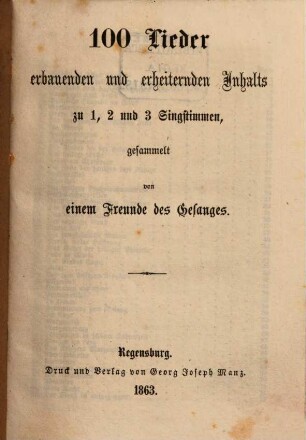 100 Lieder
erbauenden und erheiternden Inhalts
zu 1, 2 und 3 Singstimmen,
gesammelt
von
einem Freunde des Gesanges.
Regensburg.
Druck und Verlag von Georg Joseph Manz.
1863.